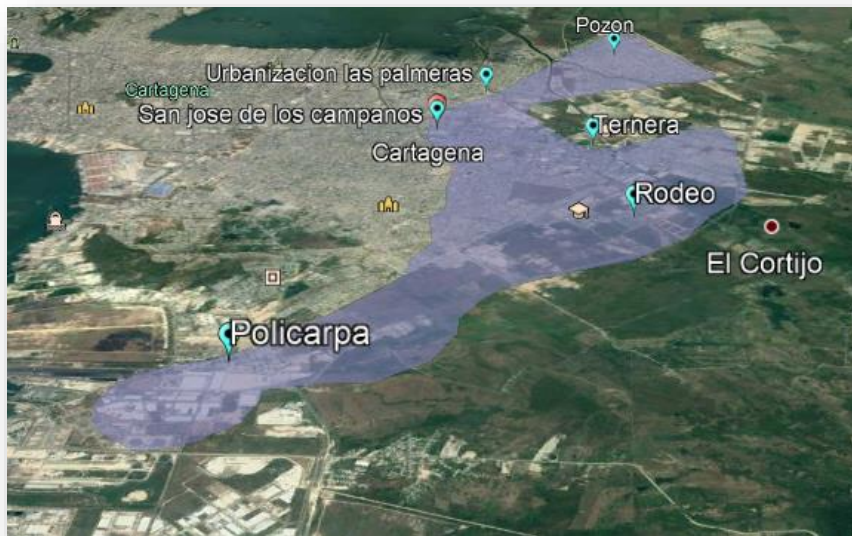 Pozon
Urbanizacion las palmeras
Cartagena
San jose de los campanos
Ternera
Cartagena
Rodeo
El Cortijo
Policarpa